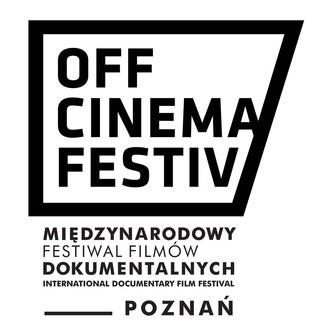 OFF
CINEMA
FESTIV
MIĘDZYNARODOWY
FESTIWAL FILMÓW
DOKUMENTALNYCH
INTERNATIONAL DOCUMENTARY FILM FESTIVAL
POZNAŃ